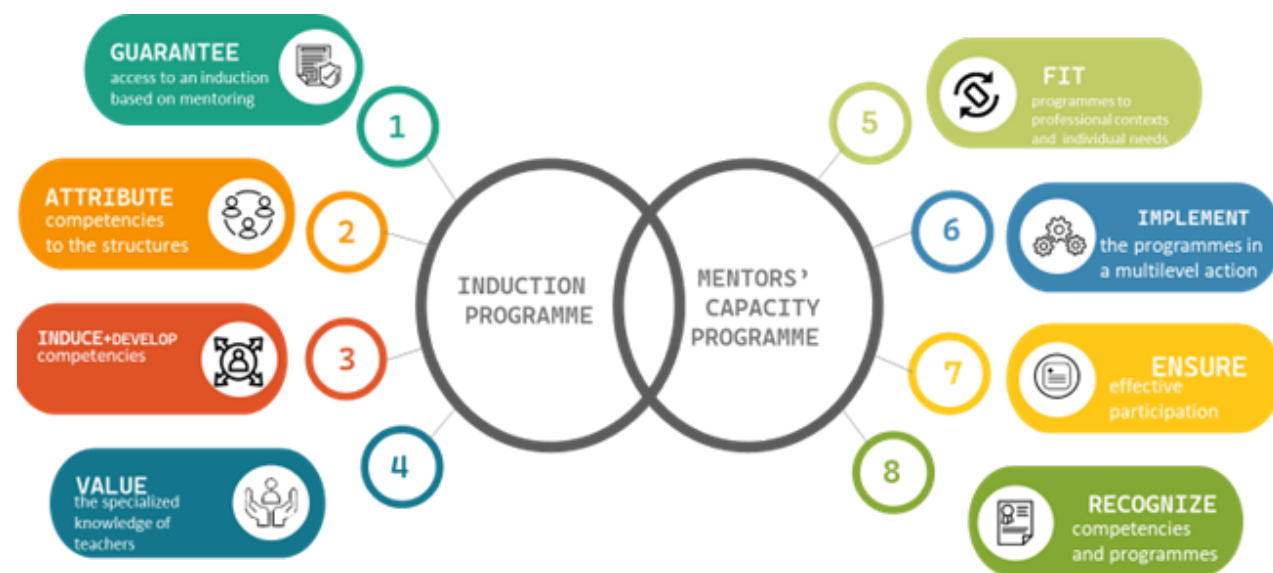 GUARANTEE
access to an induction
based on mentoring
1
ATTRIBUTE
competencies
to the structures
2
INDUCE+DEVELOP
competencies
3
VALUE
the specialized
knowledge of
teachers
4
INDUCTION
PROGRAMME
MENTORS’
CAPACITY
PROGRAMME
5
FIT
programmes to
professional contexts
and individual needs
6
IMPLEMENT
the programmes in
a multilevel action
7
ENSURE
effective
participation
8
RECOGNIZE
competencies
and programmes